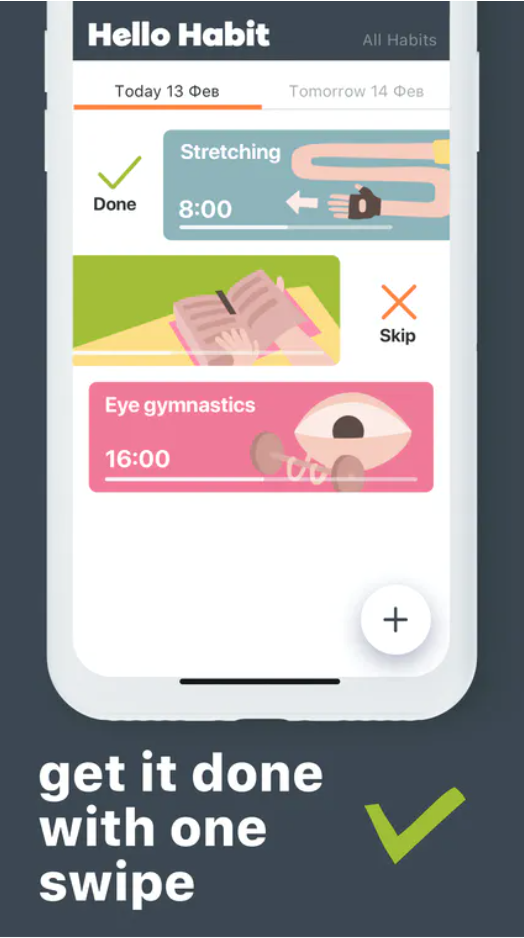 Hello Habit
All Habits
Today 13 Фев
Tomorrow 14 Фев
Stretching
Done
8:00
Skip
Eye gymnastics
16:00
get it done
with one
swipe